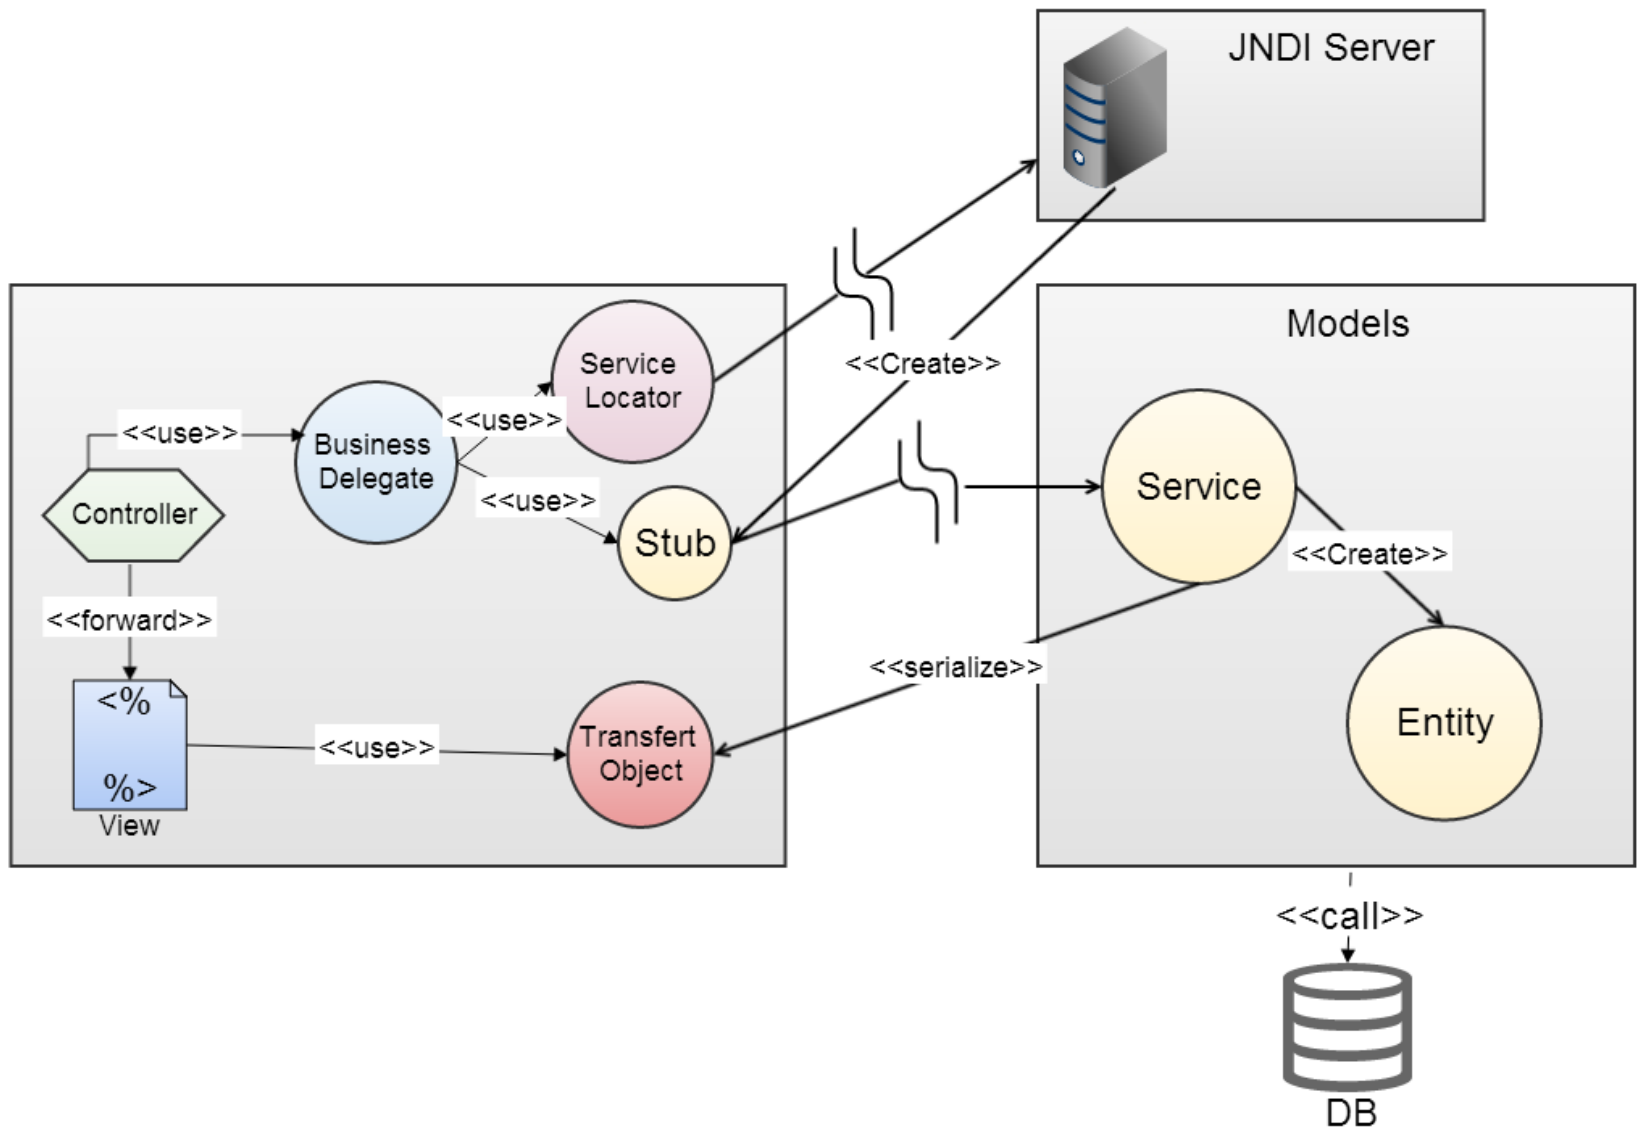 JNDI Server
Models
Service
Locator
<<Create>>
<<use>>
<<use>>
Business
Delegate
Service
<<use>>
Controller
Stub
<<Create>>
<<forward>>
<<serialize>>
<%
Entity
<<use>>
Transfert
Object
%>
View
<<call>>
DB